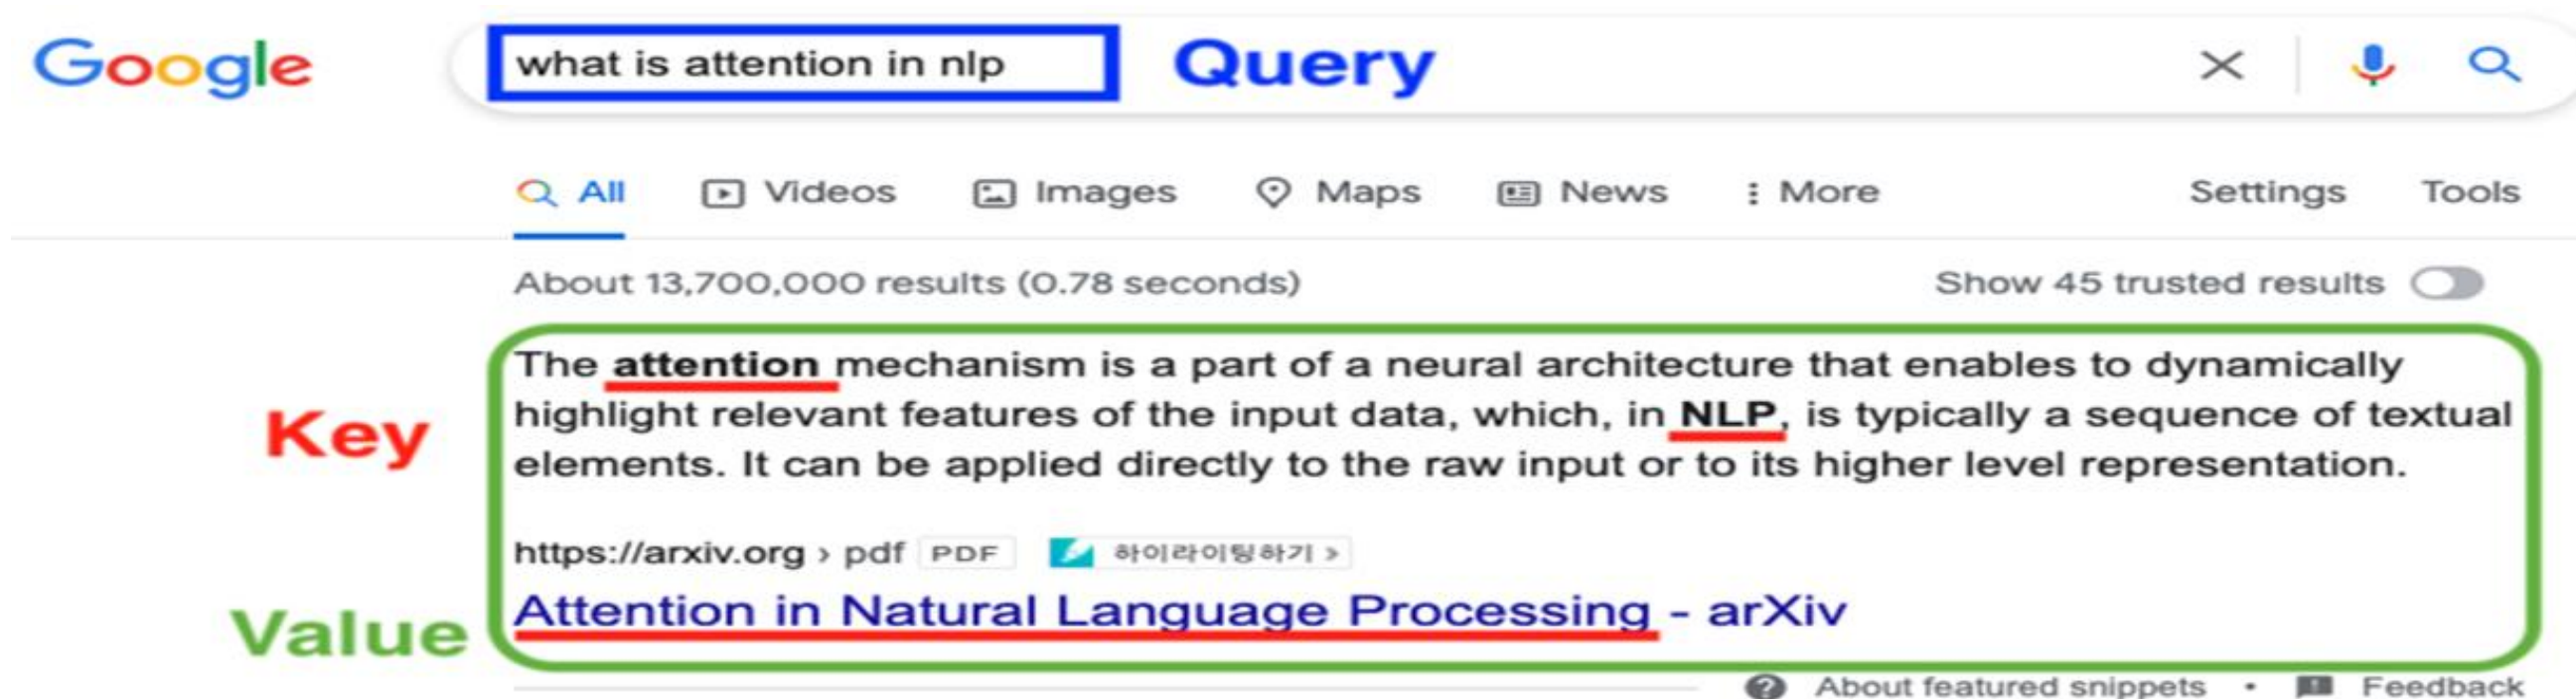 Google what is attention in nlp Query
All Videos Images Maps News More Settings Tools
About 13,700,000 results (0.78 seconds) Show 45 trusted results
The attention mechanism is a part of a neural architecture that enables to dynamically
Key highlight relevant features of the input data, which, in NLP, is typically a sequence of textual
elements. It can be applied directly to the raw input or to its higher level representation.
https://arxiv.org › pdf PDF 하이라이팅하기 >
Value Attention in Natural Language Processing - arXiv
About featured snippets • Feedback